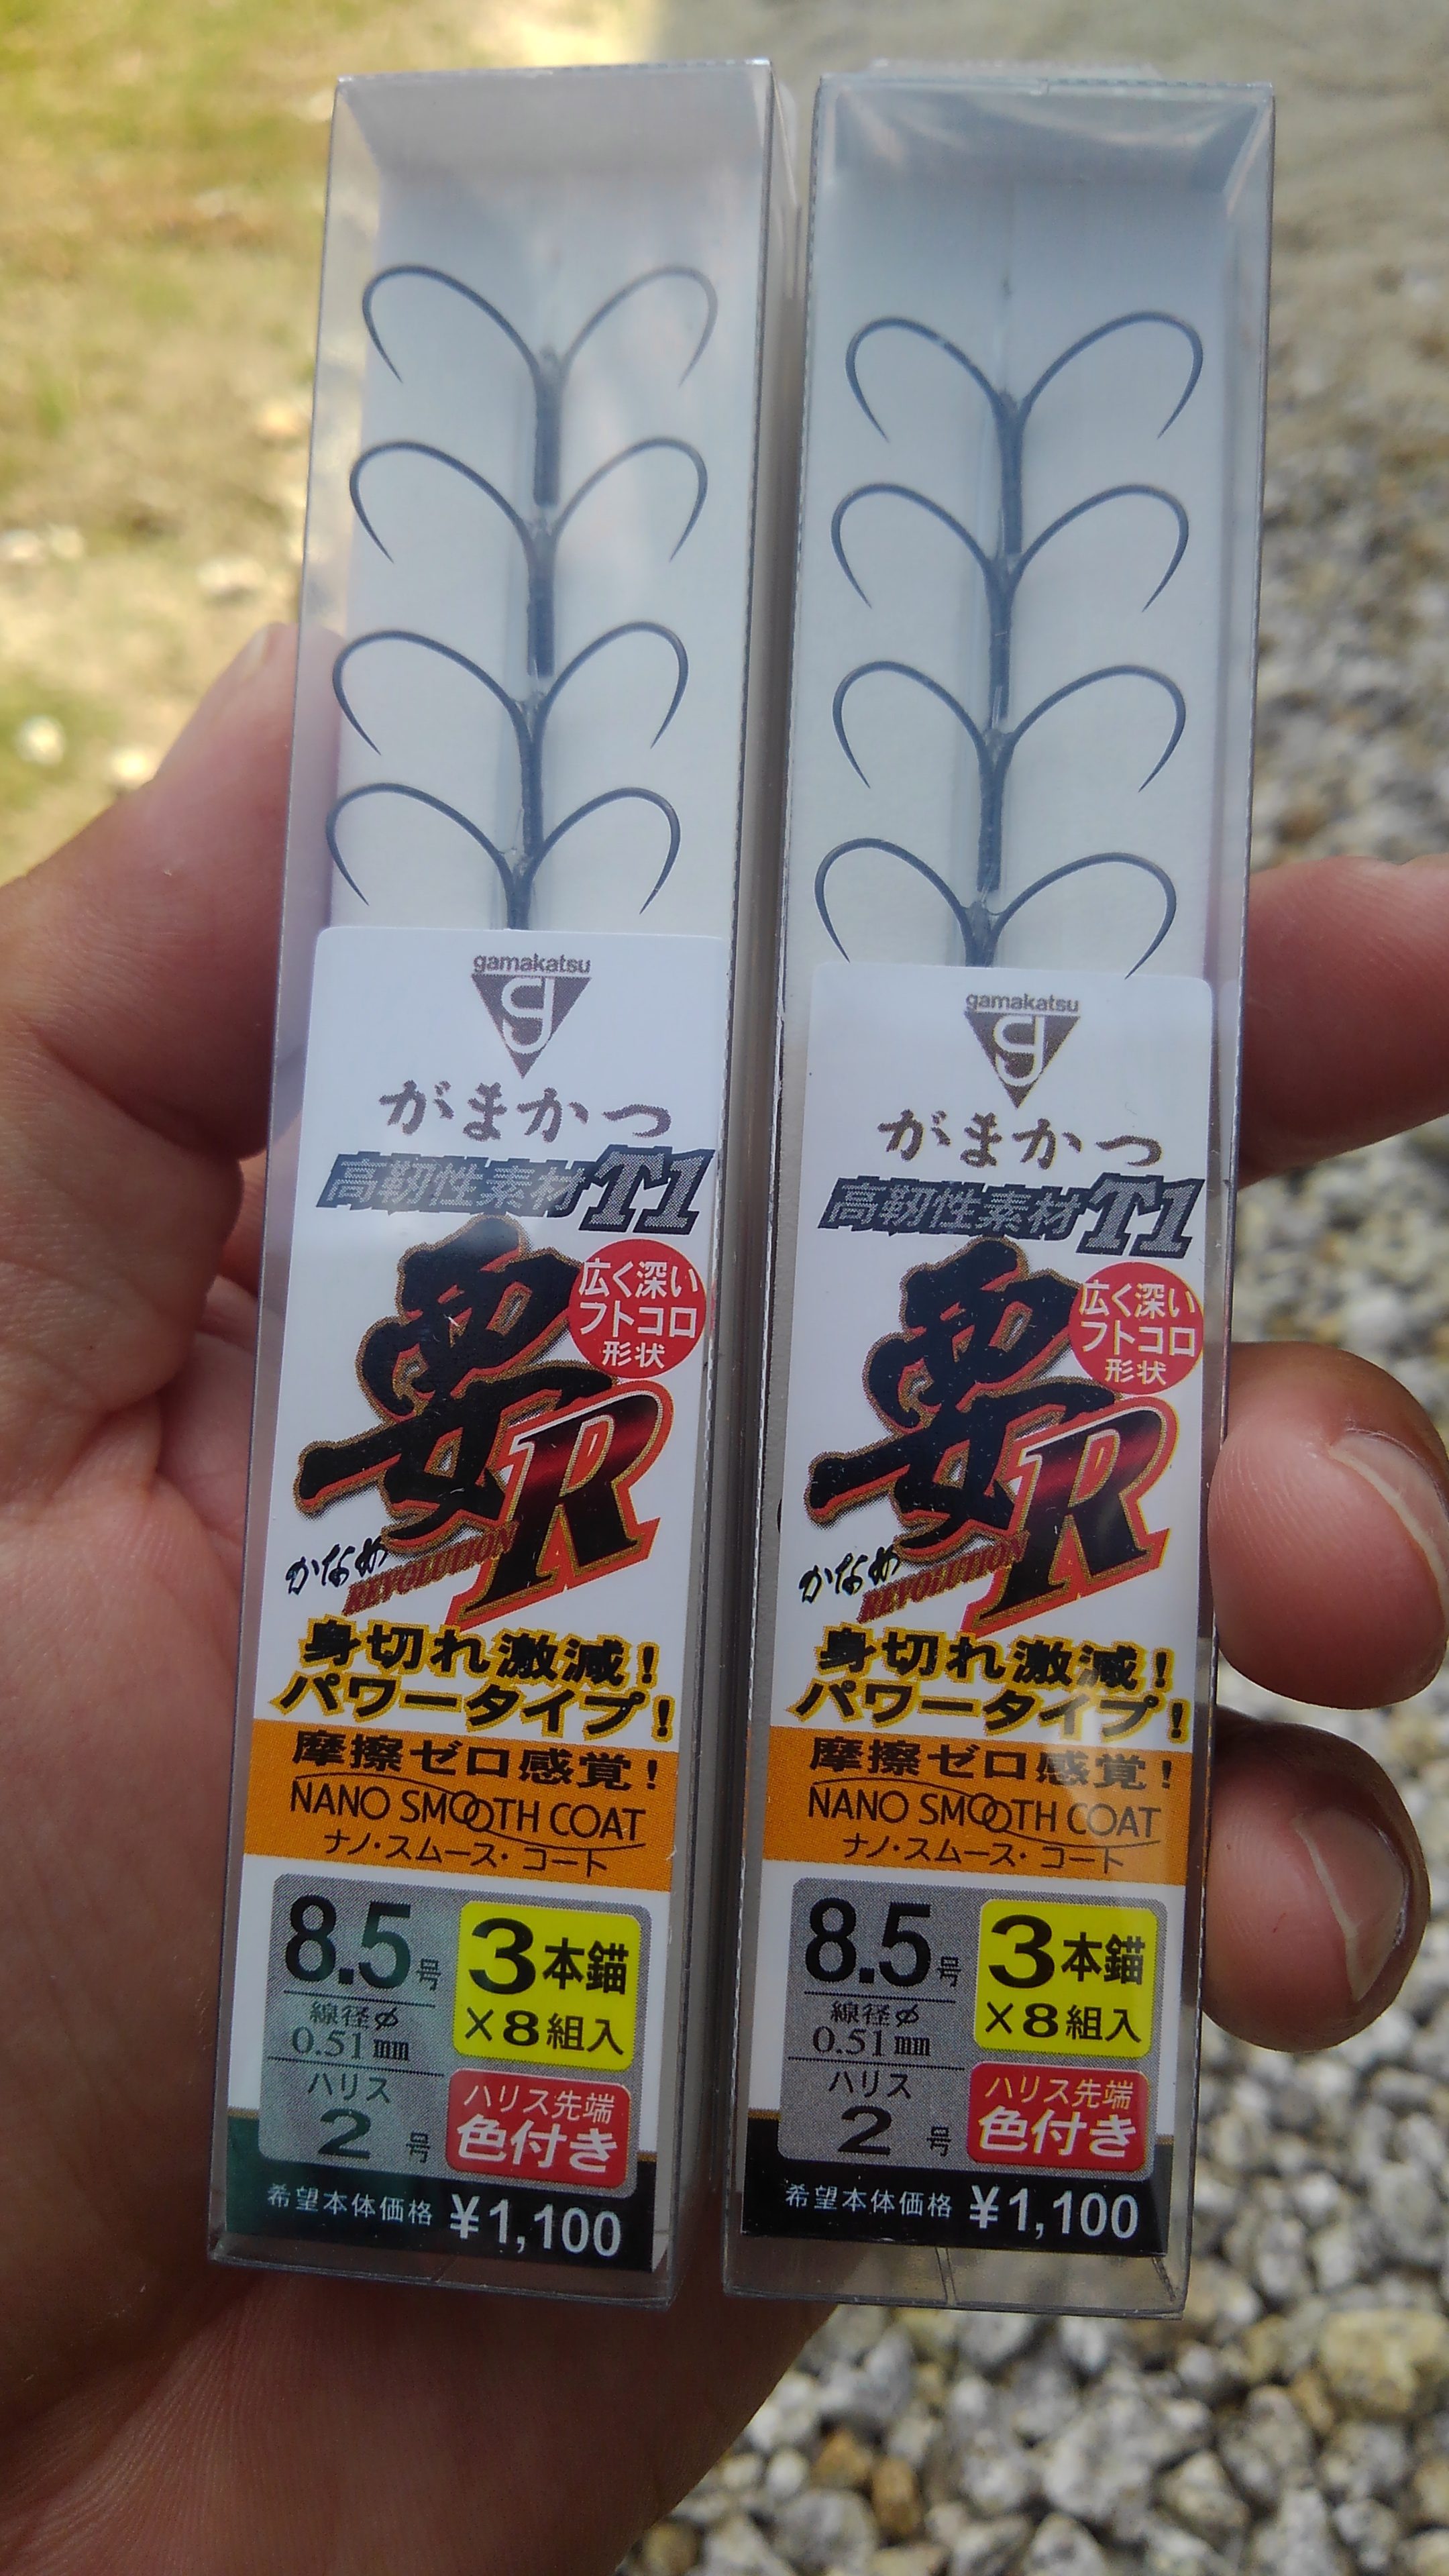 gamakatsu
がまかつ
高靭性素材T1
広く深い
フトコロ
形状
要R
かなめ
REVOLUTION
身切れ激減!
パワータイプ!
摩擦ゼロ感覚!
NANO SMOOTH COAT
ナノ・スムース・コート
8.5号
3本錨
×8組入
線径φ
0.51mm
ハリス
2号
ハリス先端
色付き
希望本体価格 ¥1,100
gamakatsu
がまかつ
高靭性素材T1
広く深い
フトコロ
形状
要R
かなめ
REVOLUTION
身切れ激減!
パワータイプ!
摩擦ゼロ感覚!
NANO SMOOTH COAT
ナノ・スムース・コート
8.5号
3本錨
×8組入
線径φ
0.51mm
ハリス
2号
ハリス先端
色付き
希望本体価格 ¥1,100